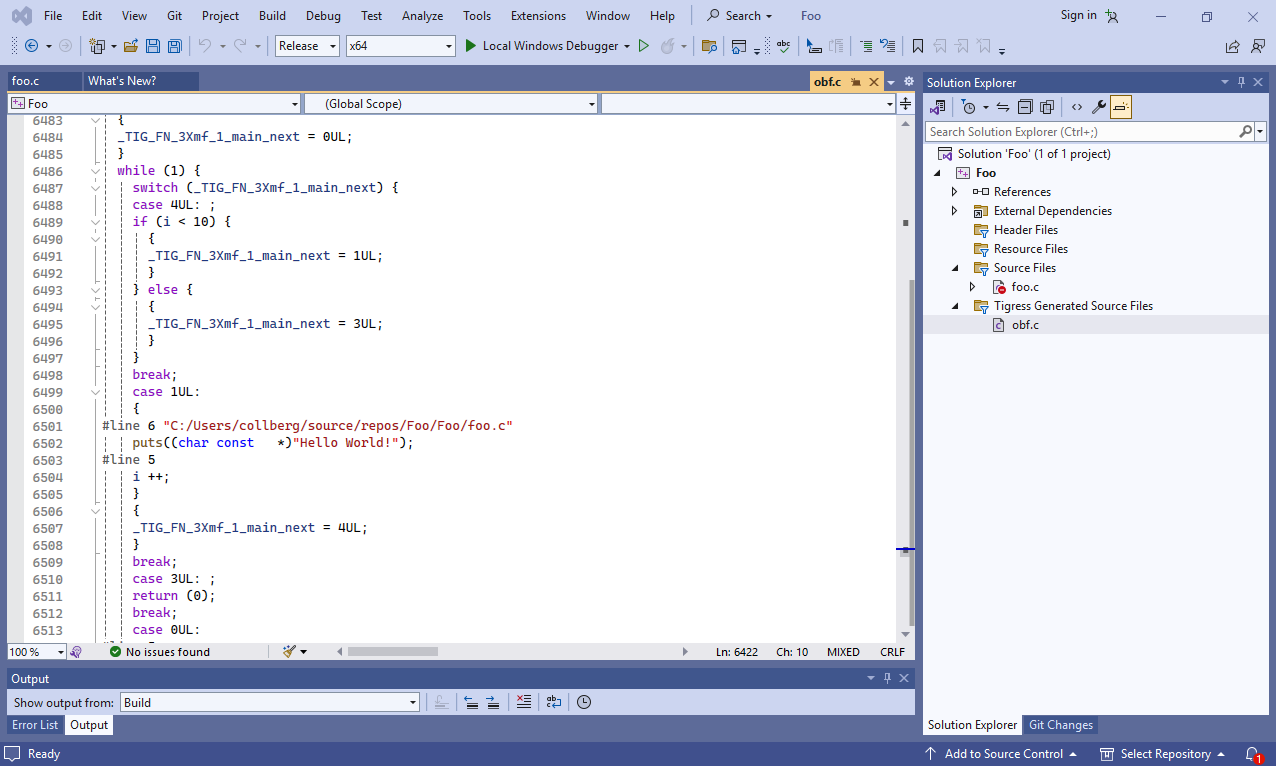 File Edit View Git Project Build Debug Test Analyze Tools Extensions Window Help Search Foo Sign in
Release x64 Local Windows Debugger
foo.c What's New? obf.c
Foo (Global Scope)
6483 {
6484 _TIG_FN_3Xmf_1_main_next = 0UL;
6485 }
6486 while (1) {
6487 switch (_TIG_FN_3Xmf_1_main_next) {
6488 case 4UL: ;
6489 if (i < 10) {
6490 {
6491 _TIG_FN_3Xmf_1_main_next = 1UL;
6492 }
6493 } else {
6494 {
6495 _TIG_FN_3Xmf_1_main_next = 3UL;
6496 }
6497 }
6498 break;
6499 case 1UL:
6500 {
6501 #line 6 "C:/Users/collberg/source/repos/Foo/Foo/foo.c"
6502 puts((char const   *)"Hello World!");
6503 #line 5
6504 i ++;
6505 }
6506 {
6507 _TIG_FN_3Xmf_1_main_next = 4UL;
6508 }
6509 break;
6510 case 3UL: ;
6511 return (0);
6512 break;
6513 case 0UL:
100 % No issues found Ln: 6422 Ch: 10 MIXED CRLF
Output
Show output from: Build
Error List Output
Solution Explorer
Search Solution Explorer (Ctrl+;)
Solution 'Foo' (1 of 1 project)
Foo
References
External Dependencies
Header Files
Resource Files
Source Files
foo.c
Tigress Generated Source Files
obf.c
Solution Explorer Git Changes
Ready Add to Source Control Select Repository 1